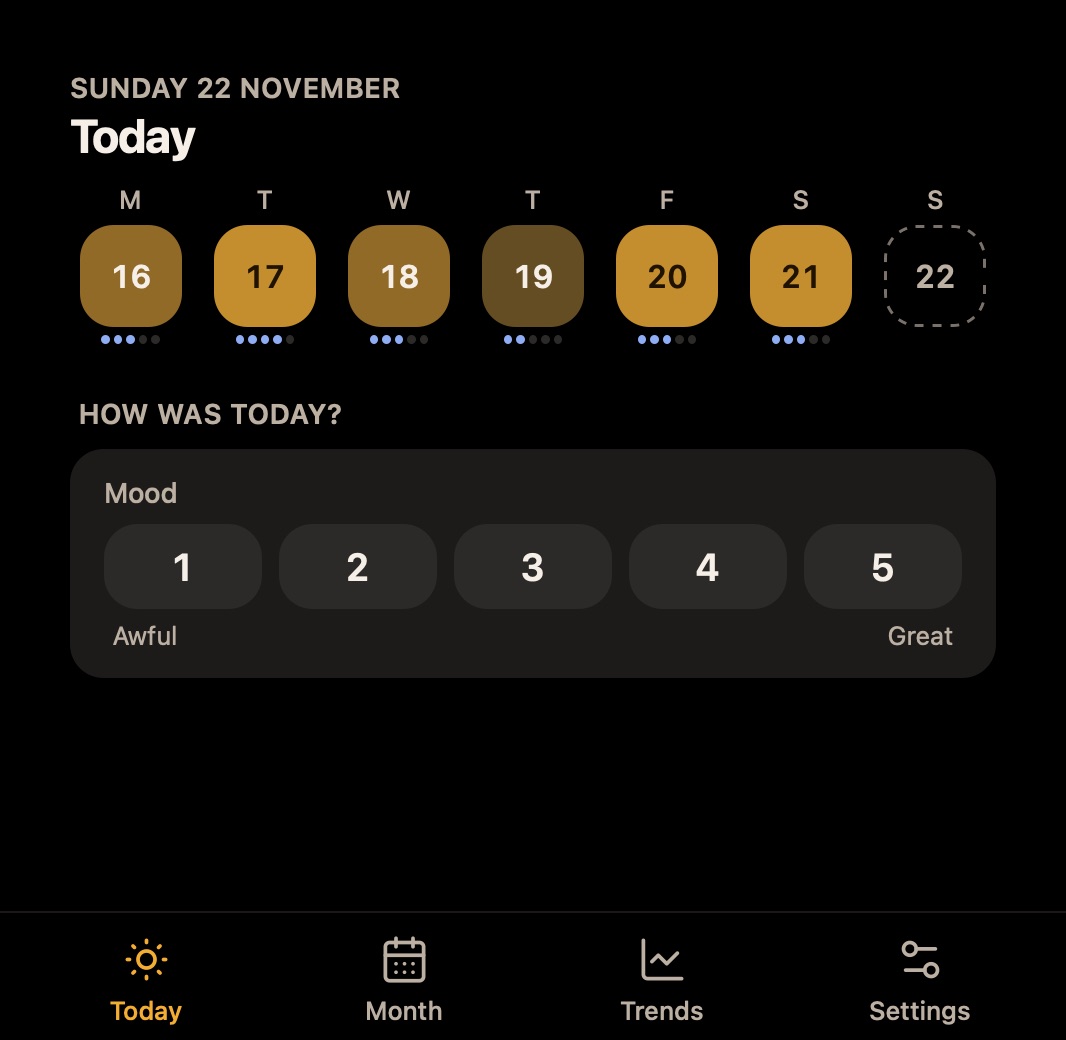 SUNDAY 22 NOVEMBER
Today
M T W T F S S
16 17 18 19 20 21 22
HOW WAS TODAY?
Mood
1 2 3 4 5
Awful Great
Today Month Trends Settings